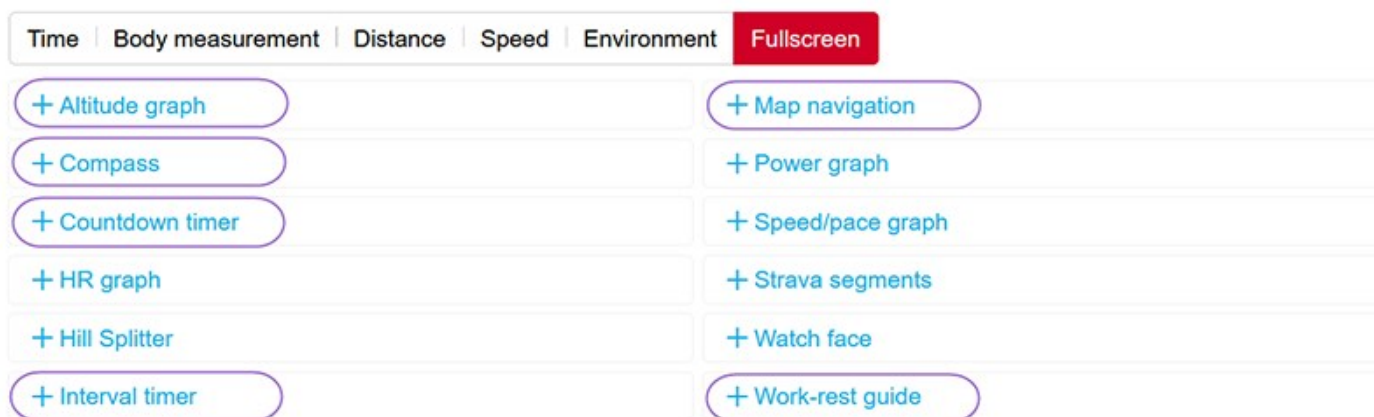 Time Body measurement Distance Speed Environment Fullscreen
+ Altitude graph
+ Compass
+ Countdown timer
+ HR graph
+ Hill Splitter
+ Interval timer
+ Map navigation
+ Power graph
+ Speed/pace graph
+ Strava segments
+ Watch face
+ Work-rest guide